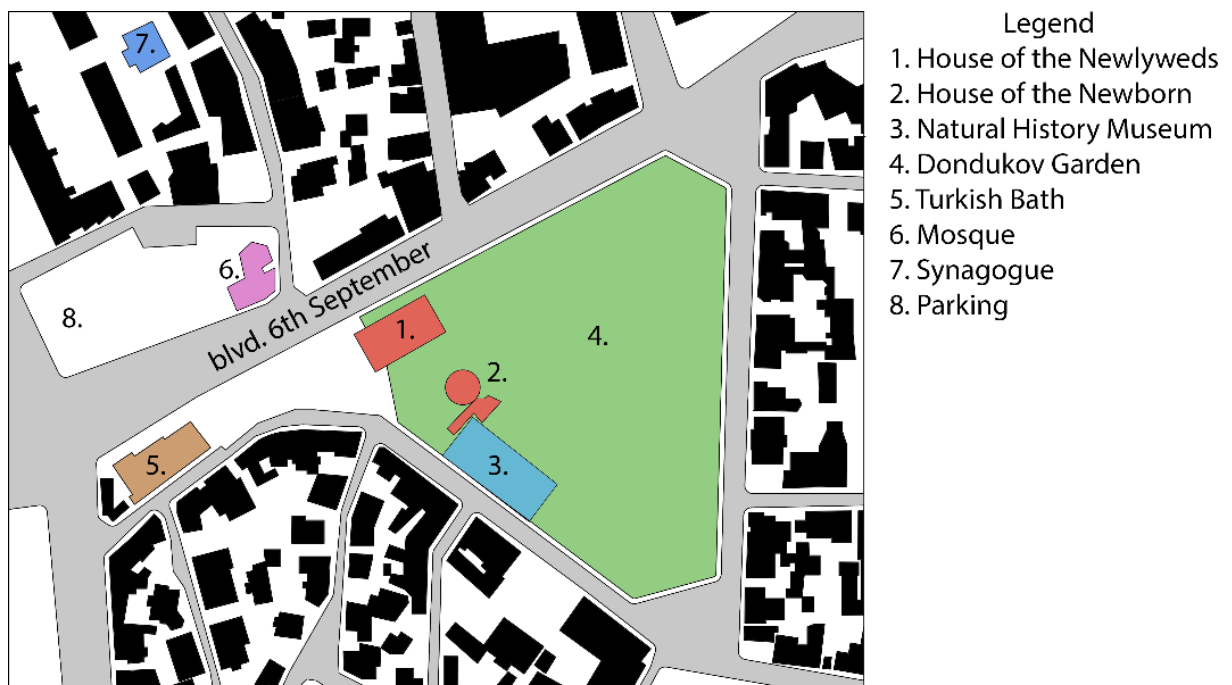 7.
6.
8.
blvd. 6th September
1.
4.
2.
5.
3.
Legend
1. House of the Newlyweds
2. House of the Newborn
3. Natural History Museum
4. Dondukov Garden
5. Turkish Bath
6. Mosque
7. Synagogue
8. Parking